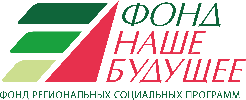 ФОНД
НАШЕ
БУДУЩЕЕ
ФОНД РЕГИОНАЛЬНЫХ СОЦИАЛЬНЫХ ПРОГРАММ